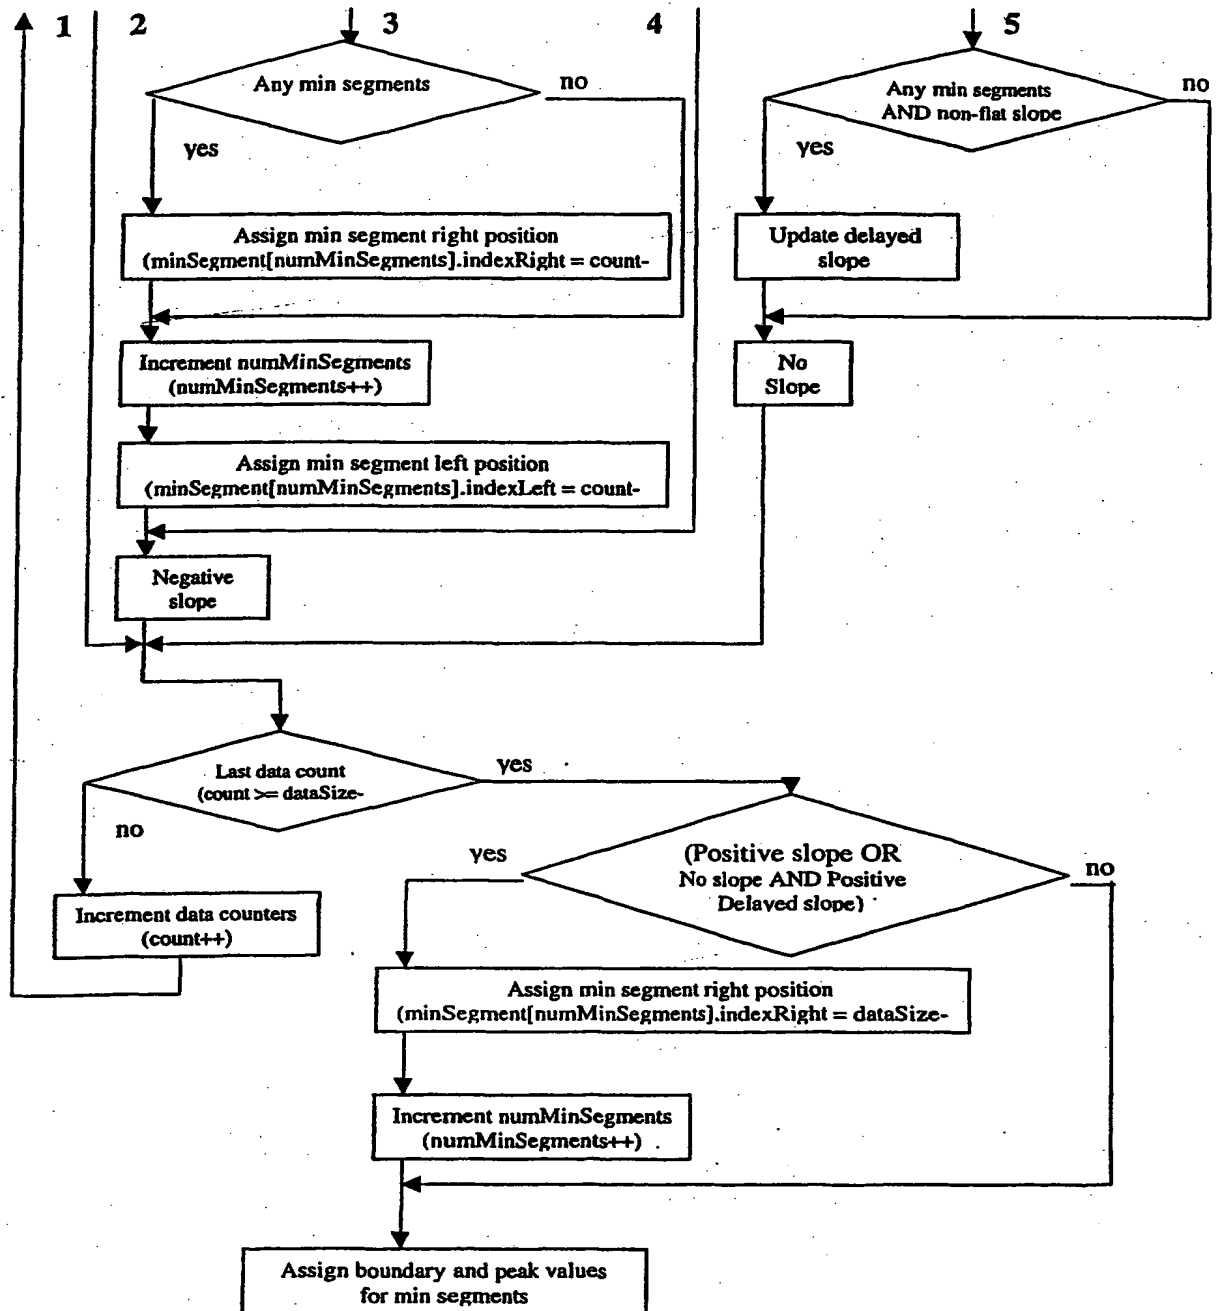 1
2
3
4
5
Any min segments
no
yes
Any min segments
AND non-flat slope
no
yes
Assign min segment right position
(minSegment[numMinSegments].indexRight = count-
Update delayed
slope
Increment numMinSegments
(numMinSegments++)
No
Slope
Assign min segment left position
(minSegment[numMinSegments].indexLeft = count-
Negative
slope
Last data count
(count >= dataSize-
yes
no
(Positive slope OR
No slope AND Positive
Delayed slope)
yes
no
Increment data counters
(count++)
Assign min segment right position
(minSegment[numMinSegments].indexRight = dataSize-
Increment numMinSegments
(numMinSegments++)
Assign boundary and peak values
for min segments